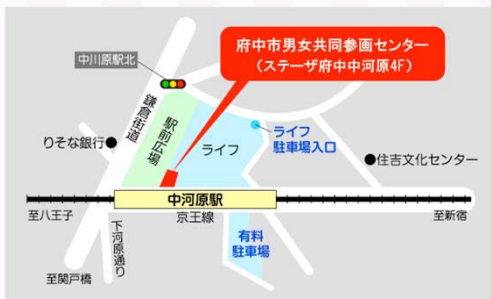 府中市男女共同参画センター
（ステーザ府中中河原4F）
中川原駅北
鎌倉街道
駅前広場
りそな銀行
ライフ
ライフ
駐車場入口
住吉文化センター
中河原駅
至八王子
京王線
至新宿
下河原通り
有料
駐車場
至関戸橋